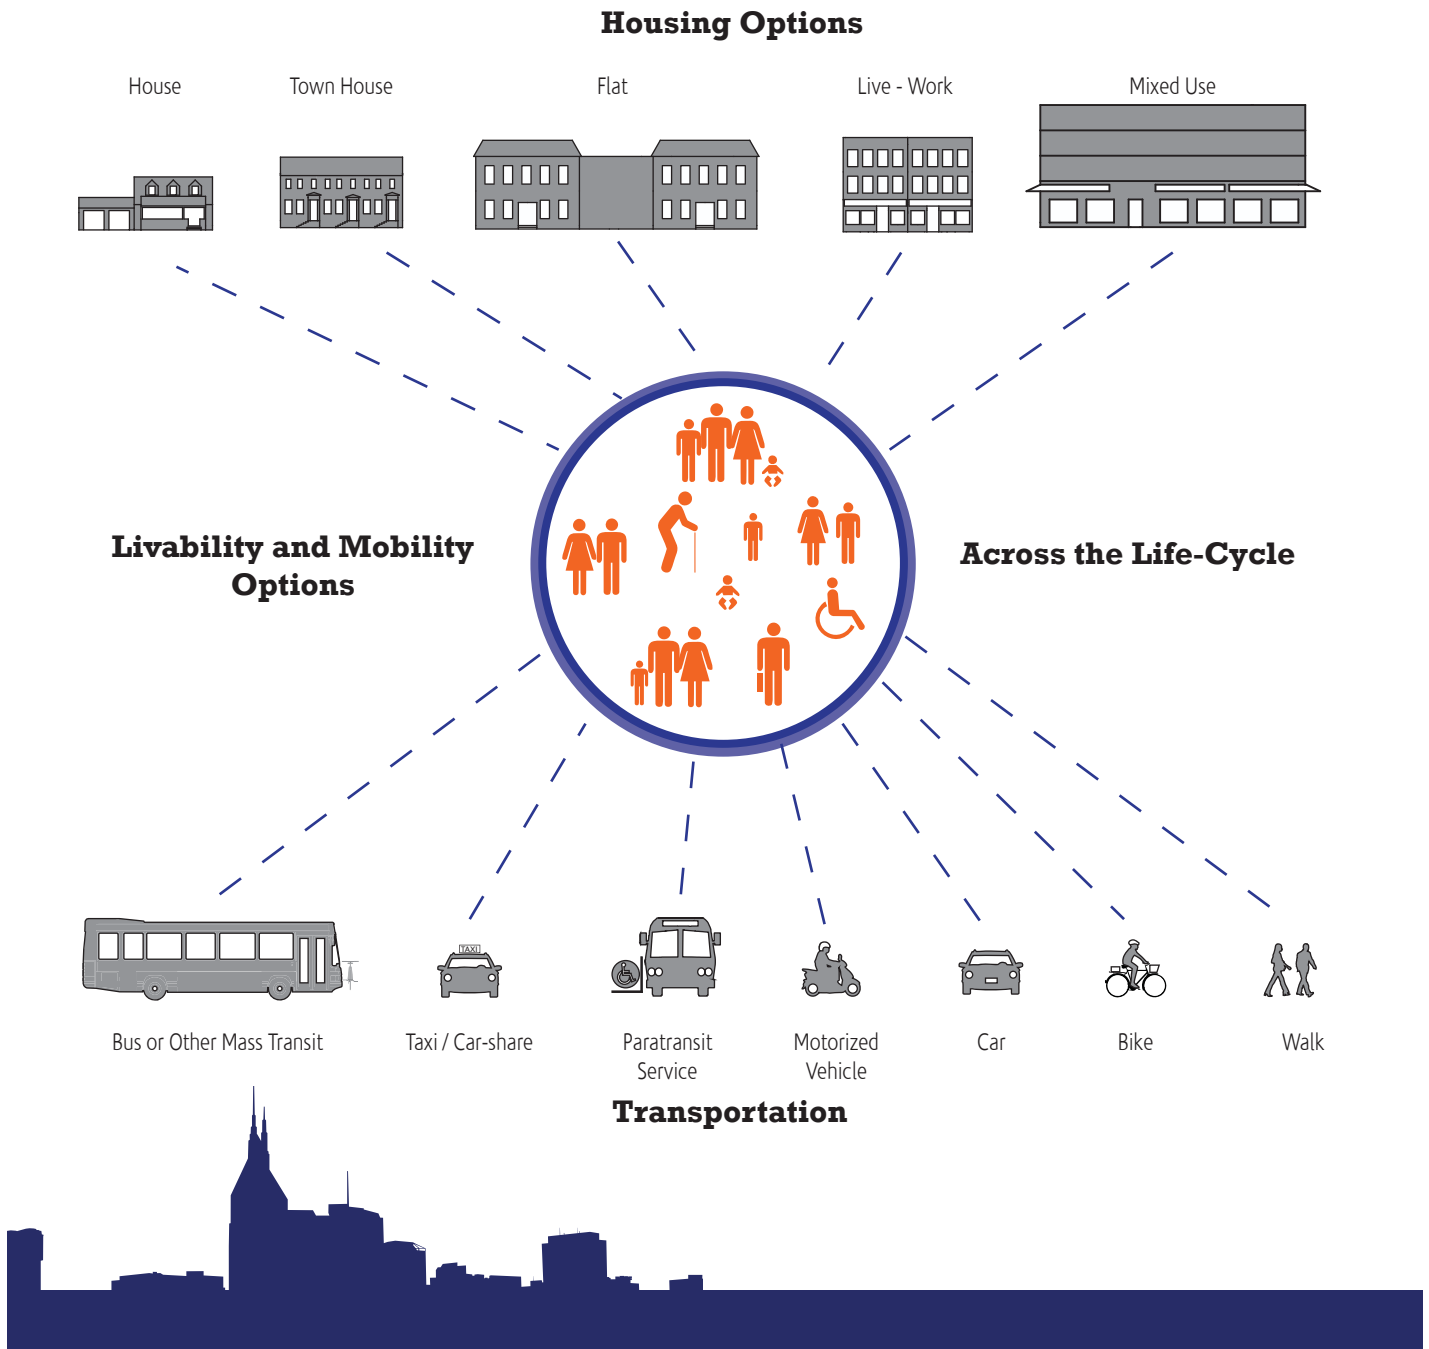 Housing Options
House
Town House
Flat
Live - Work
Mixed Use
Livability and Mobility
Options
Across the Life-Cycle
TAXI
Bus or Other Mass Transit
Taxi / Car-share
Paratransit
Service
Motorized
Vehicle
Car
Bike
Walk
Transportation